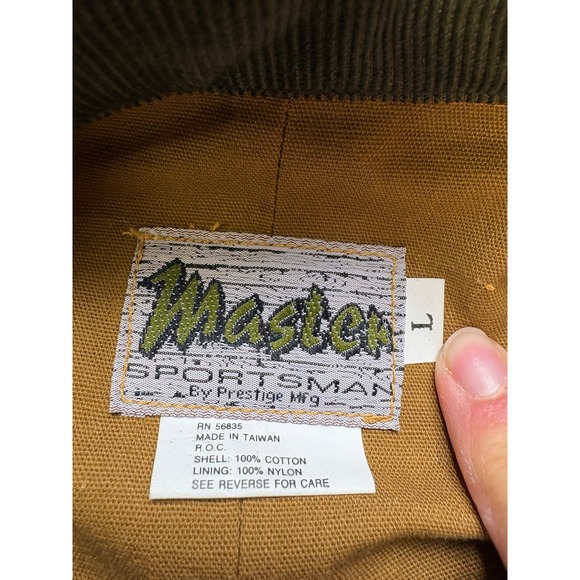 Master
SPORTSMAN
By Prestige Mfg
L
RN 56835
MADE IN TAIWAN
R.O.C.
SHELL: 100% COTTON
LINING: 100% NYLON
SEE REVERSE FOR CARE